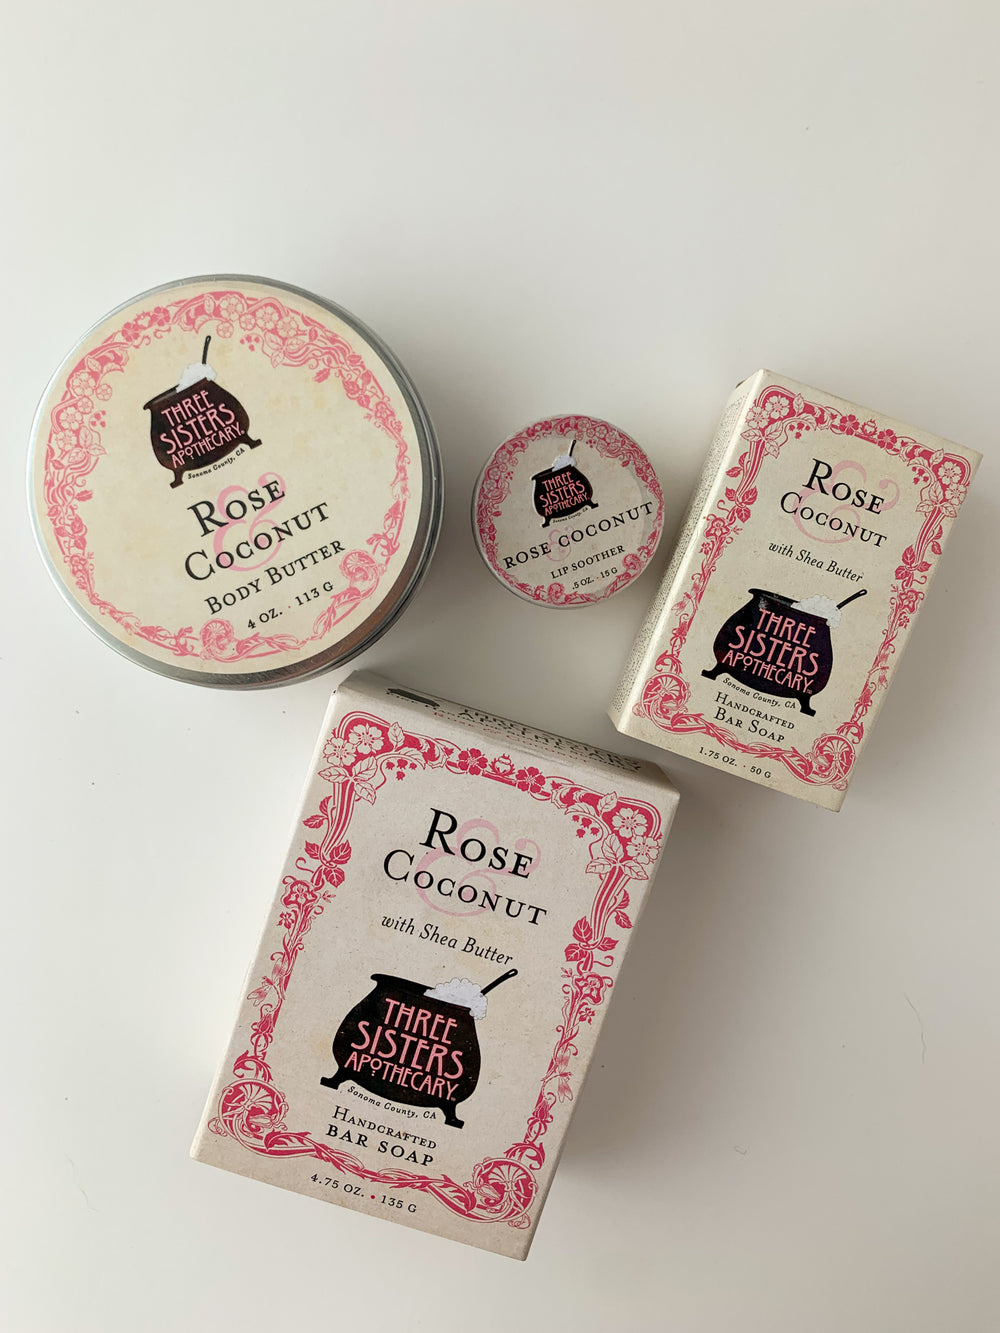 THREE
SISTERS
APOTHECARY
Sonoma County, CA
ROSE
&
COCONUT
BODY BUTTER
4 OZ. · 113 G
THREE
SISTERS
APOTHECARY
Sonoma County, CA
ROSE COCONUT
&
LIP SOOTHER
.5 OZ. · 15 G
ROSE
&
COCONUT
with Shea Butter
THREE
SISTERS
APOTHECARY
Sonoma County, CA
HANDCRAFTED
BAR SOAP
1.75 OZ. · 50 G
ROSE
&
COCONUT
with Shea Butter
THREE
SISTERS
APOTHECARY
Sonoma County, CA
HANDCRAFTED
BAR SOAP
4.75 OZ. • 135 G